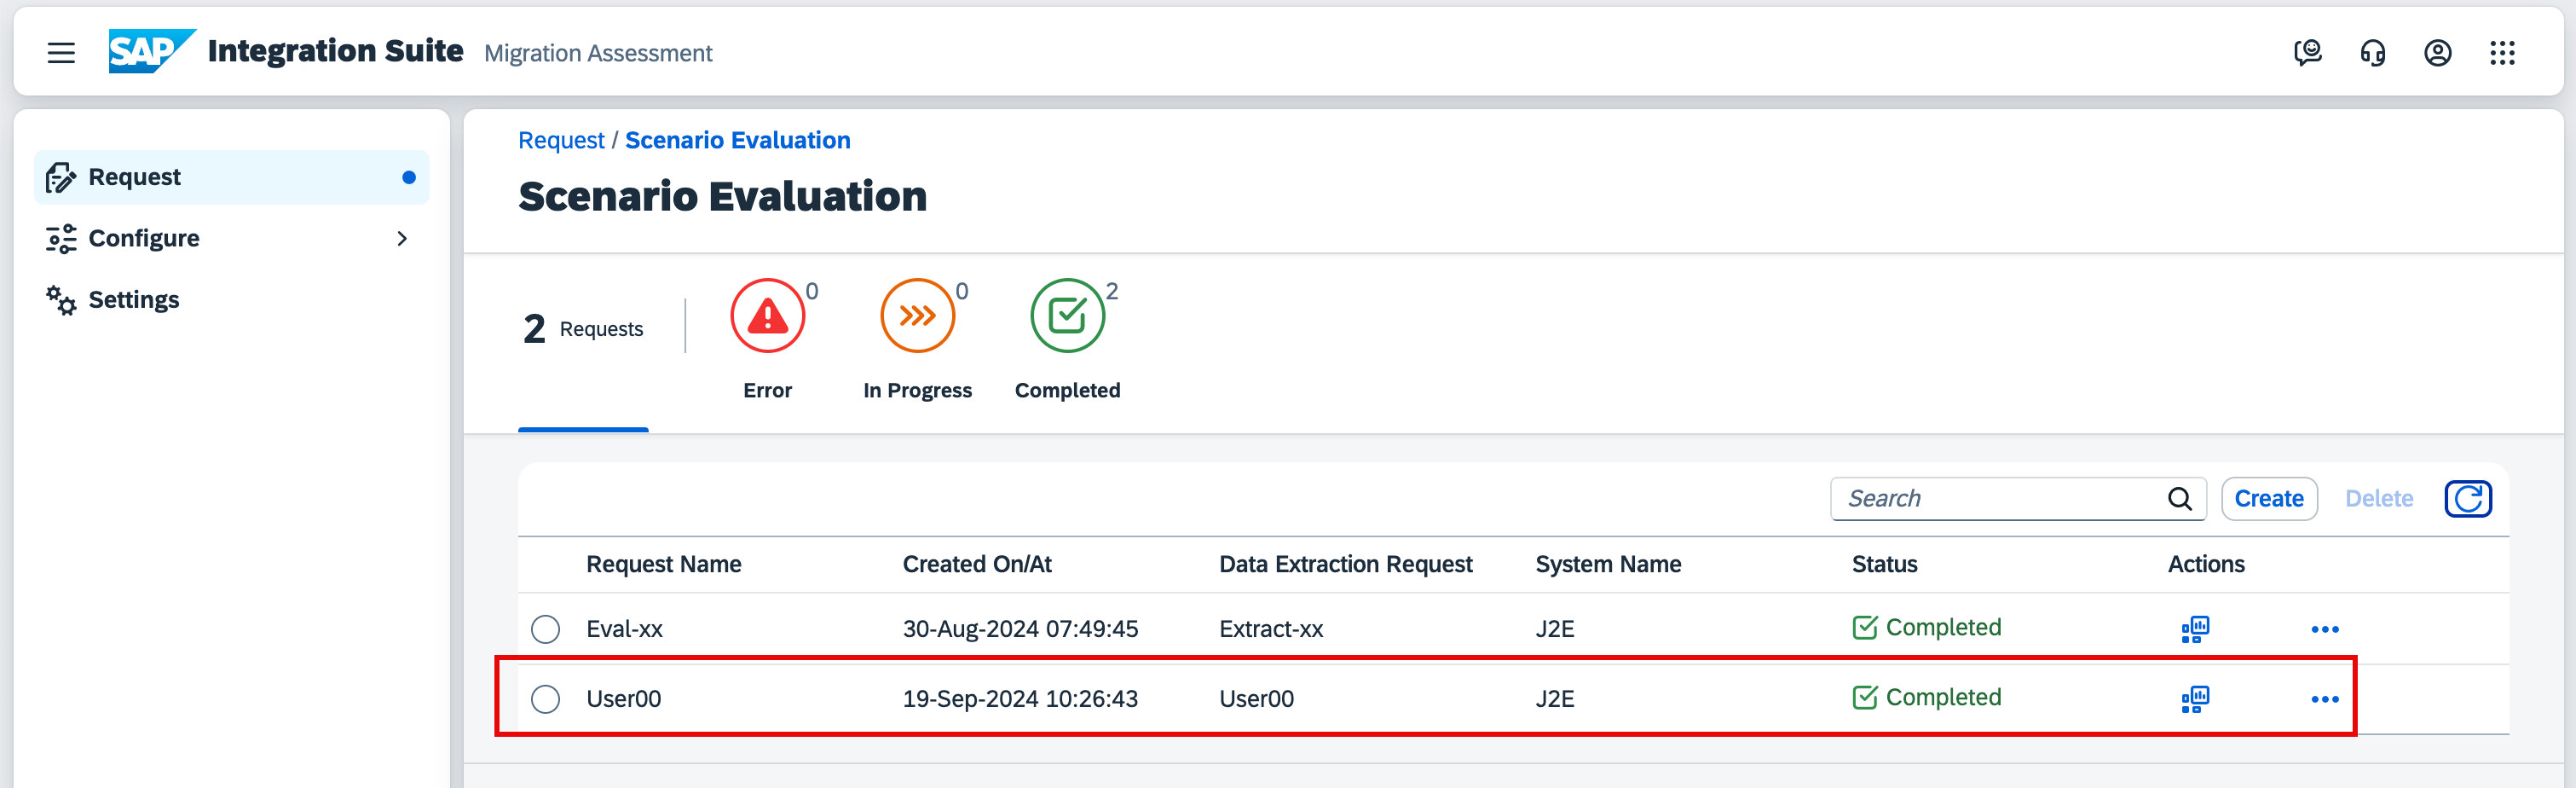 SAP Integration Suite Migration Assessment
Request
Configure
Settings
Request / Scenario Evaluation
Scenario Evaluation
2 Requests
0
Error
0
In Progress
2
Completed
Search
Create
Delete
Request Name Created On/At Data Extraction Request System Name Status Actions
Eval-xx 30-Aug-2024 07:49:45 Extract-xx J2E Completed
User00 19-Sep-2024 10:26:43 User00 J2E Completed